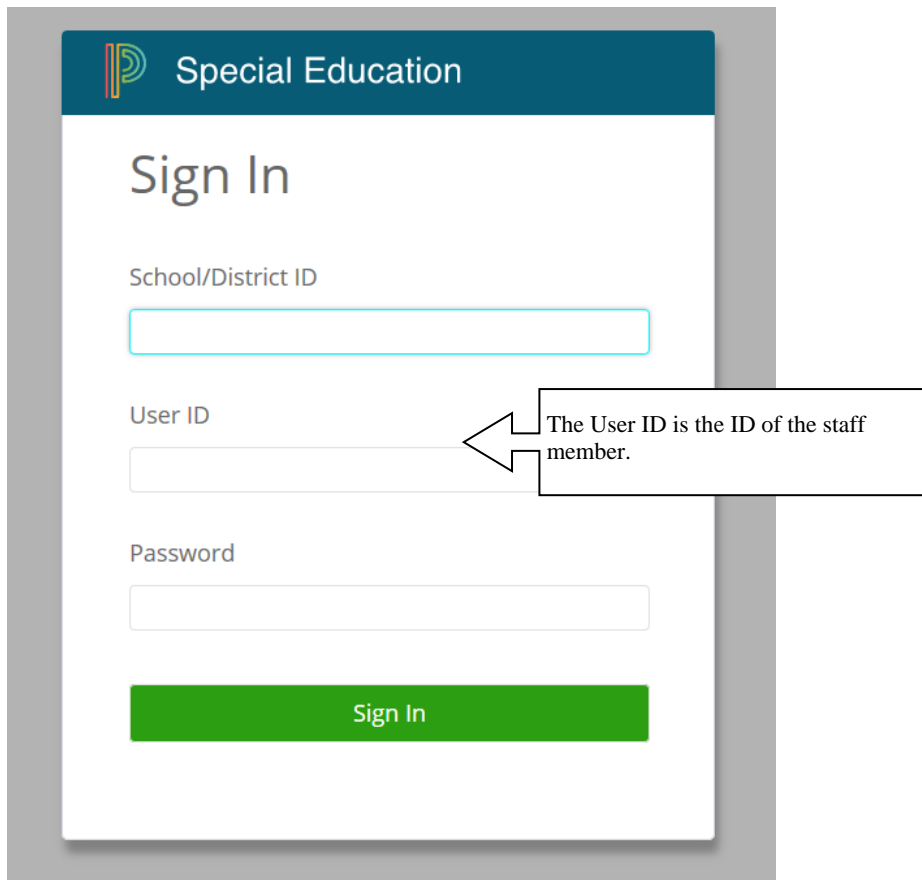 Special Education
Sign In
School/District ID
User ID
The User ID is the ID of the staff
member.
Password
Sign In